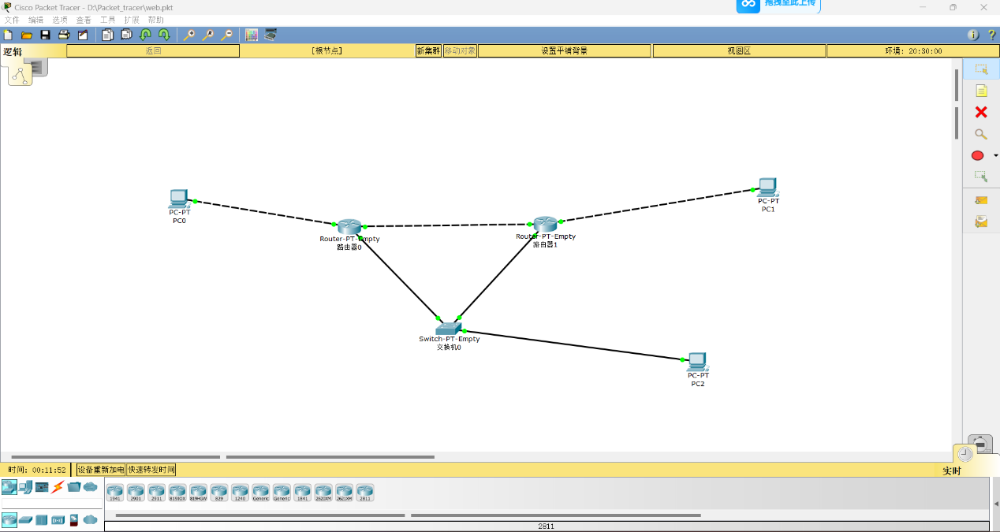 Cisco Packet Tracer - D:\Packet_tracer\web.pkt
拖拽至此上传
文件 编辑 选项 查看 工具 扩展 帮助
逻辑 返回 [根节点] 新集群 移动对象 设置平铺背景 视图区 环境: 20:30:00
PC-PT
PC0
PC-PT
PC1
Router-PT-Empty
路由器0
Router-PT-Empty
路由器1
Switch-PT-Empty
交换机0
PC-PT
PC2
时间: 00:11:52 设备重新加电 快速转发时间
实时
1941 2901 2911 819IOX 819HGW 829 1240 Generic Generic 1841 2620XM 2621XM 2811
2811